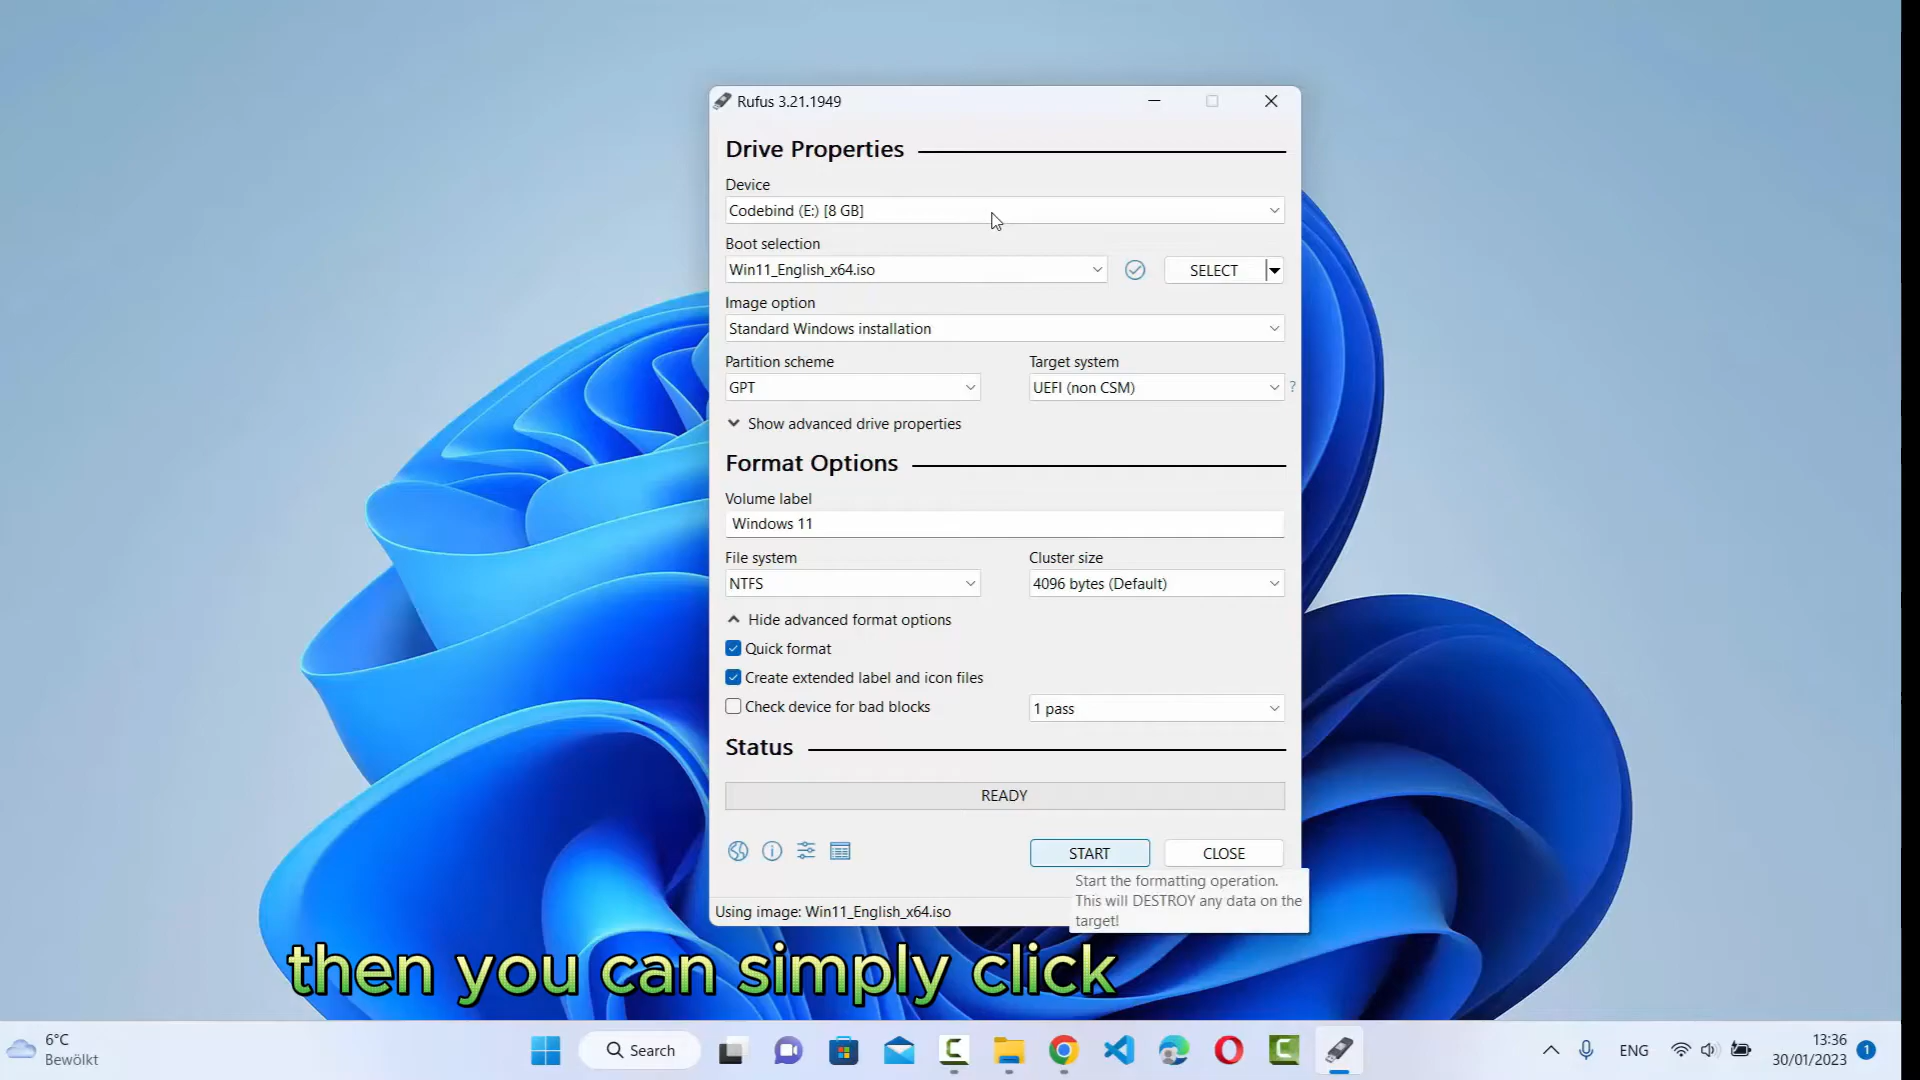 Rufus 3.21.1949
Drive Properties
Device
Codebind (E:) [8 GB]
Boot selection
Win11_English_x64.iso
SELECT
Image option
Standard Windows installation
Partition scheme
Target system
GPT
UEFI (non CSM)
?
Show advanced drive properties
Format Options
Volume label
Windows 11
File system
Cluster size
NTFS
4096 bytes (Default)
Hide advanced format options
Quick format
Create extended label and icon files
Check device for bad blocks
1 pass
Status
READY
START
CLOSE
Start the formatting operation.
This will DESTROY any data on the
target!
Using image: Win11_English_x64.iso
then you can simply click
6°C
Bewölkt
Search
ENG
13:36
30/01/2023
1